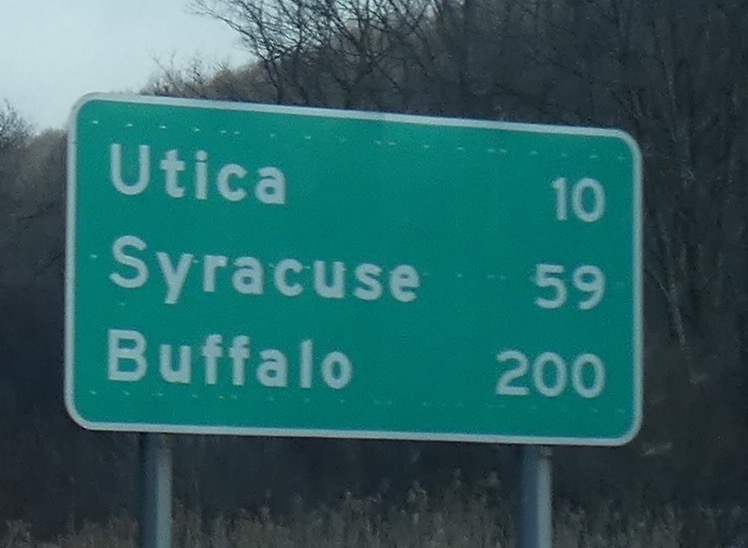 Utica 10
Syracuse 59
Buffalo 200